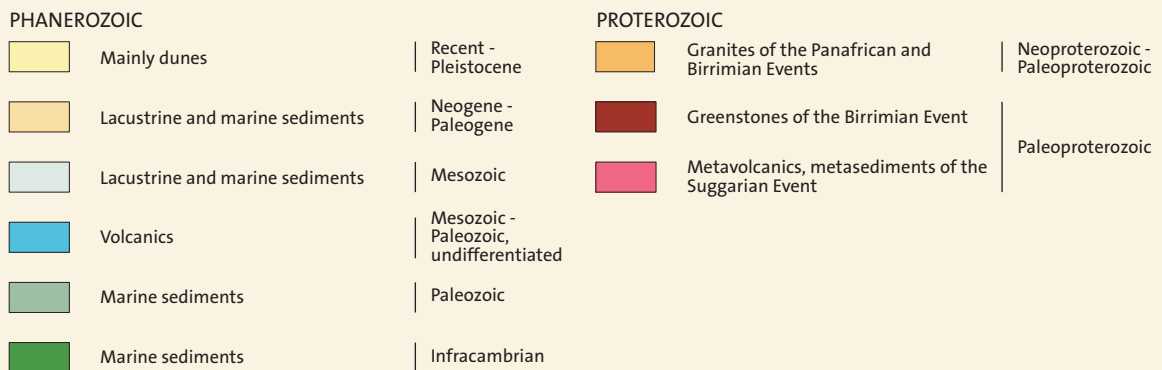 PHANEROZOIC
Mainly dunes
Recent -
Pleistocene
Lacustrine and marine sediments
Neogene -
Paleogene
Lacustrine and marine sediments
Mesozoic
Volcanics
Mesozoic -
Paleozoic,
undifferentiated
Marine sediments
Paleozoic
Marine sediments
Infracambrian
PROTEROZOIC
Granites of the Panafrican and
Birrimian Events
Neoproterozoic -
Paleoproterozoic
Greenstones of the Birrimian Event
Metavolcanics, metasediments of the
Suggarian Event
Paleoproterozoic